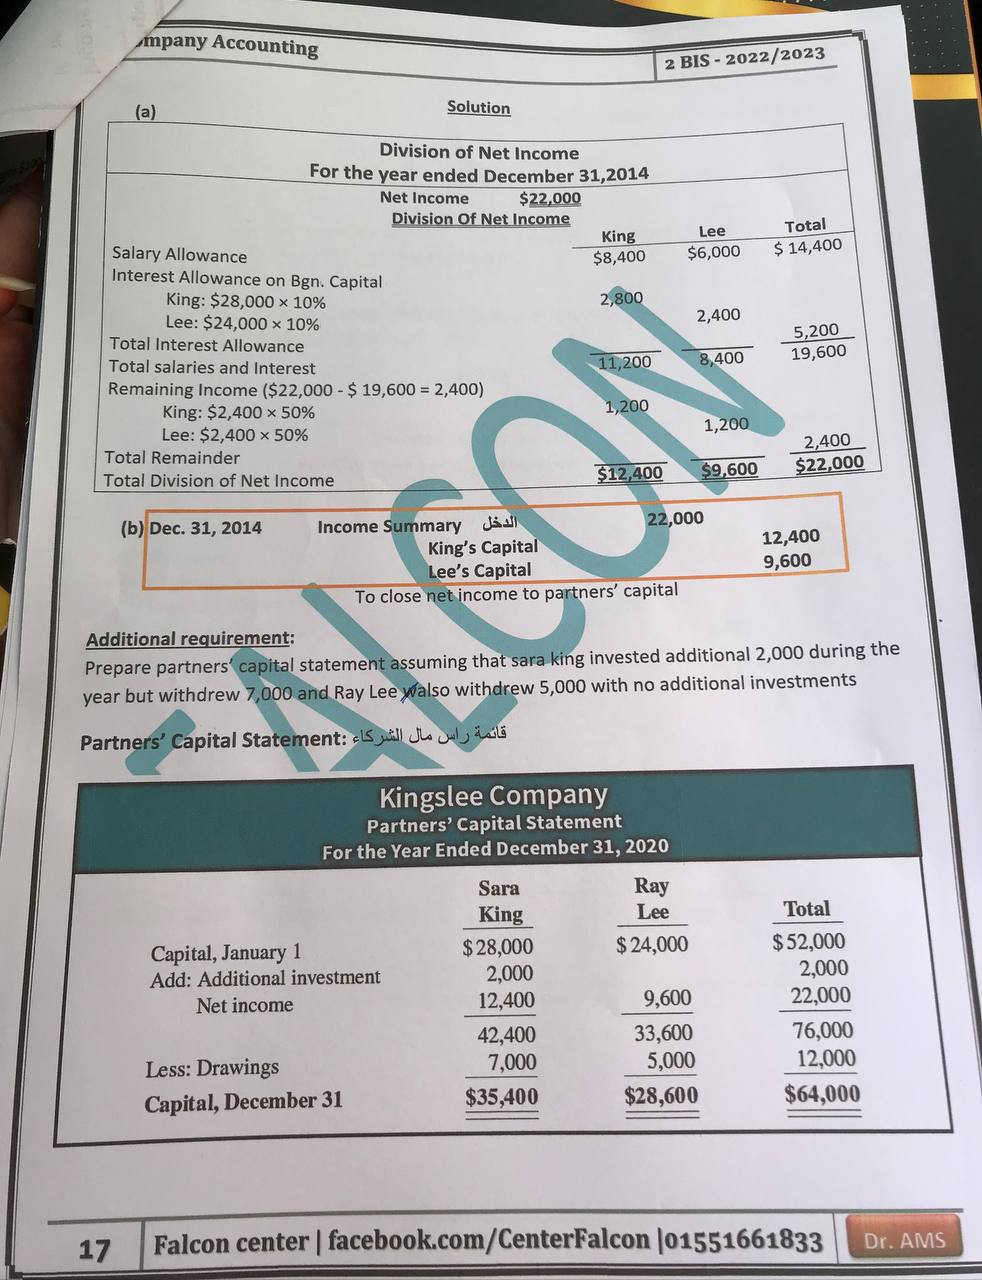 mpany Accounting
2 BIS - 2022/2023
(a) Solution
Division of Net Income
For the year ended December 31,2014
Net Income $22,000
Division Of Net Income
King Lee Total
Salary Allowance $8,400 $6,000 $ 14,400
Interest Allowance on Bgn. Capital
King: $28,000 × 10% 2,800
Lee: $24,000 × 10% 2,400
Total Interest Allowance 5,200
Total salaries and Interest 11,200 8,400 19,600
Remaining Income ($22,000 - $ 19,600 = 2,400)
King: $2,400 × 50% 1,200
Lee: $2,400 × 50% 1,200
Total Remainder 2,400
Total Division of Net Income $12,400 $9,600 $22,000
(b) Dec. 31, 2014 Income Summary الدخل 22,000
King's Capital 12,400
Lee's Capital 9,600
To close net income to partners' capital
Additional requirement:
Prepare partners' capital statement assuming that sara king invested additional 2,000 during the
year but withdrew 7,000 and Ray Lee walso withdrew 5,000 with no additional investments
Partners' Capital Statement: قائمة راس مال الشركاء
FALCON
Kingslee Company
Partners' Capital Statement
For the Year Ended December 31, 2020
Sara Ray
King Lee Total
Capital, January 1 $28,000 $24,000 $52,000
Add: Additional investment 2,000 2,000
Net income 12,400 9,600 22,000
42,400 33,600 76,000
Less: Drawings 7,000 5,000 12,000
Capital, December 31 $35,400 $28,600 $64,000
17 Falcon center | facebook.com/CenterFalcon |01551661833 Dr. AMS